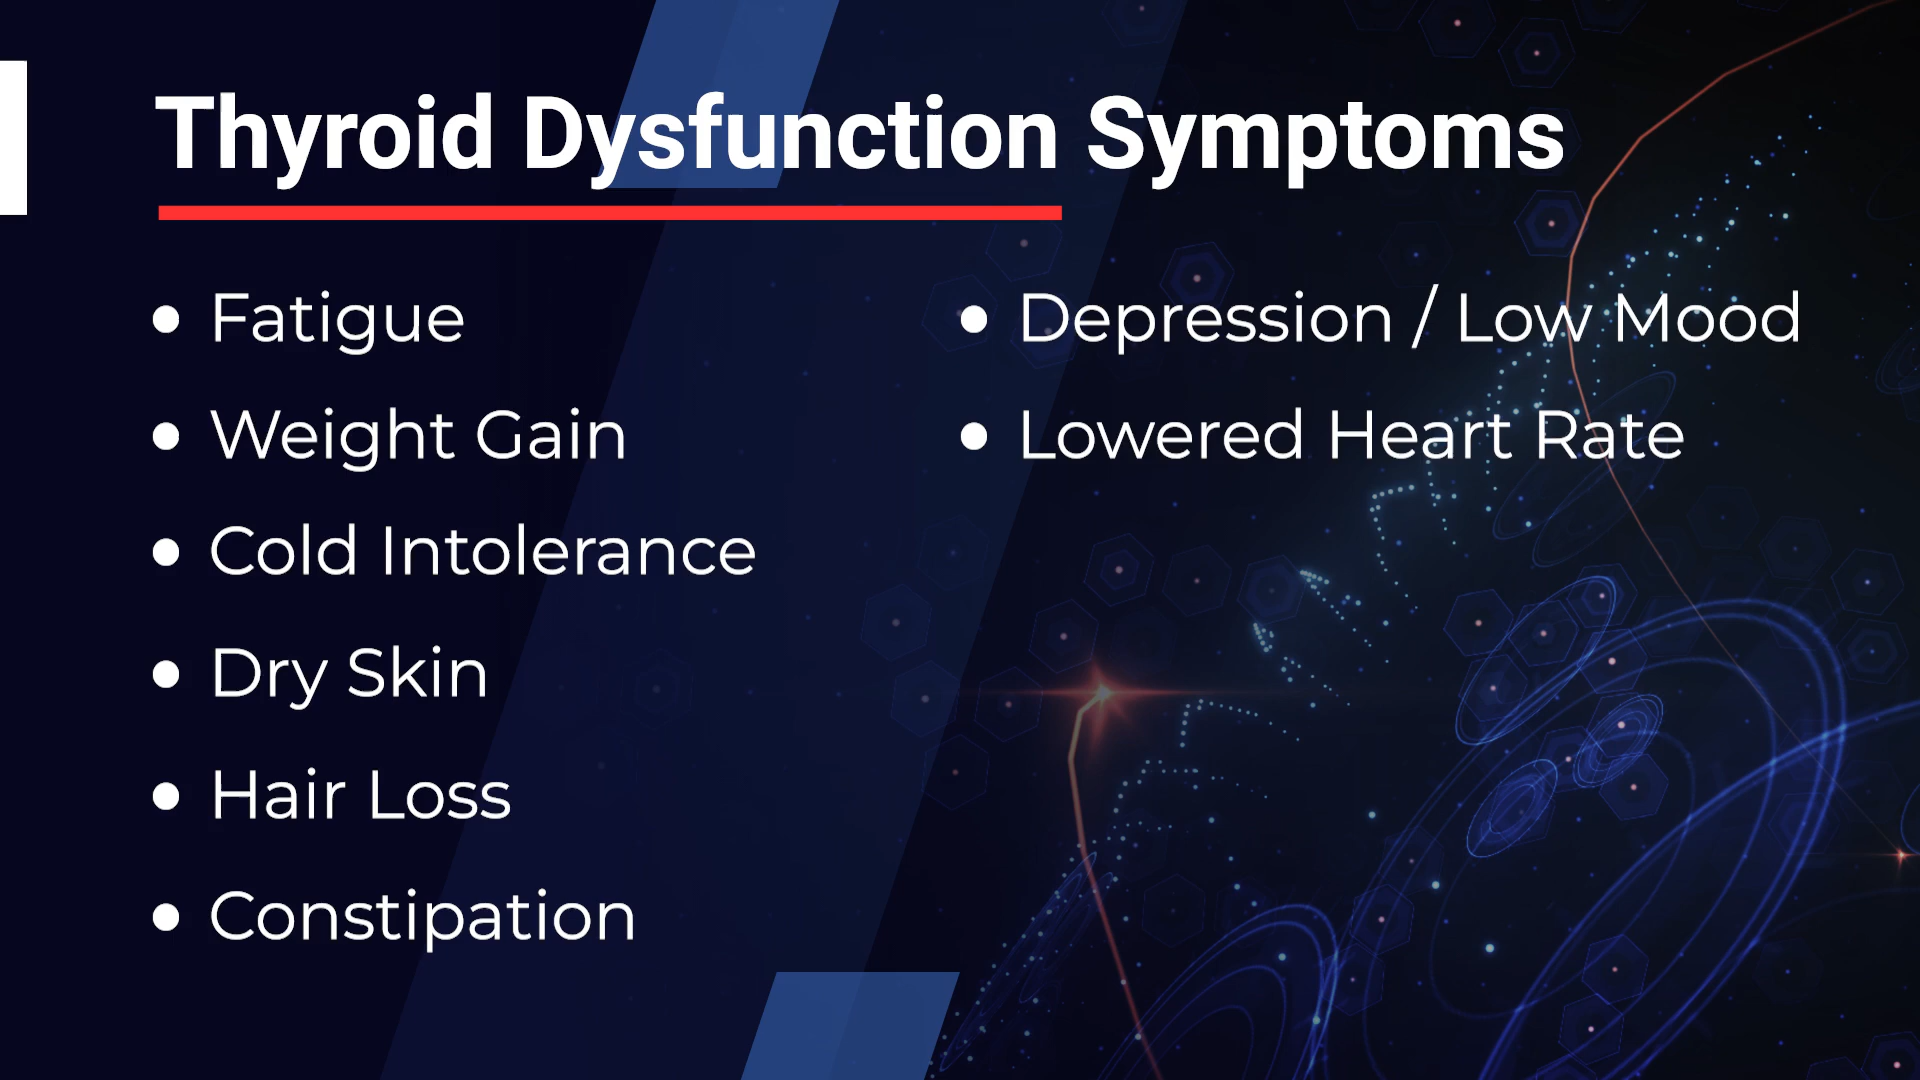 Thyroid Dysfunction Symptoms
Fatigue
Weight Gain
Cold Intolerance
Dry Skin
Hair Loss
Constipation
Depression / Low Mood
Lowered Heart Rate